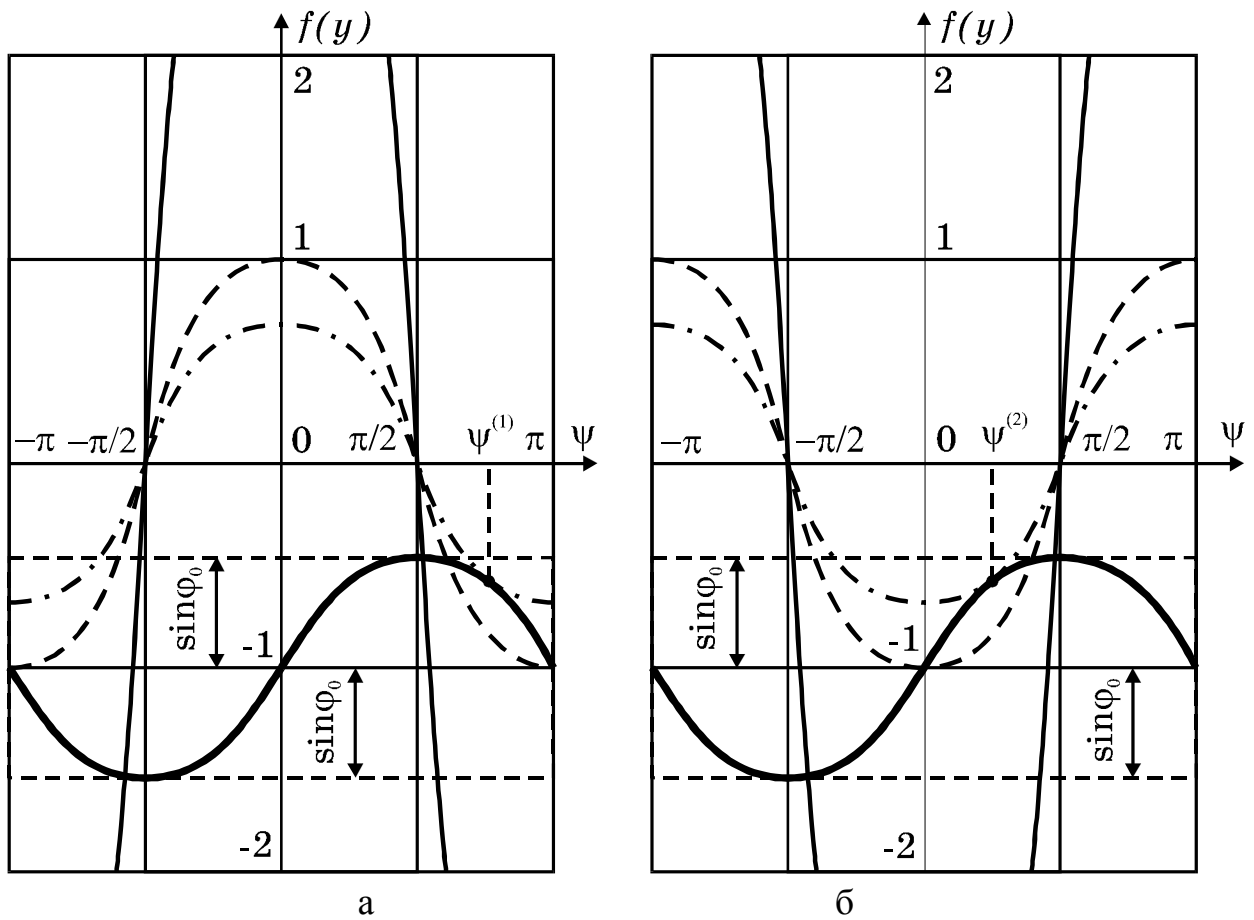 f(y)
2
1
−π −π/2 0 π/2 ψ⁽¹⁾ π ψ
sinφ₀
-1
sinφ₀
-2
а
f(y)
2
1
−π −π/2 0 ψ⁽²⁾ π/2 π ψ
sinφ₀
-1
sinφ₀
-2
б